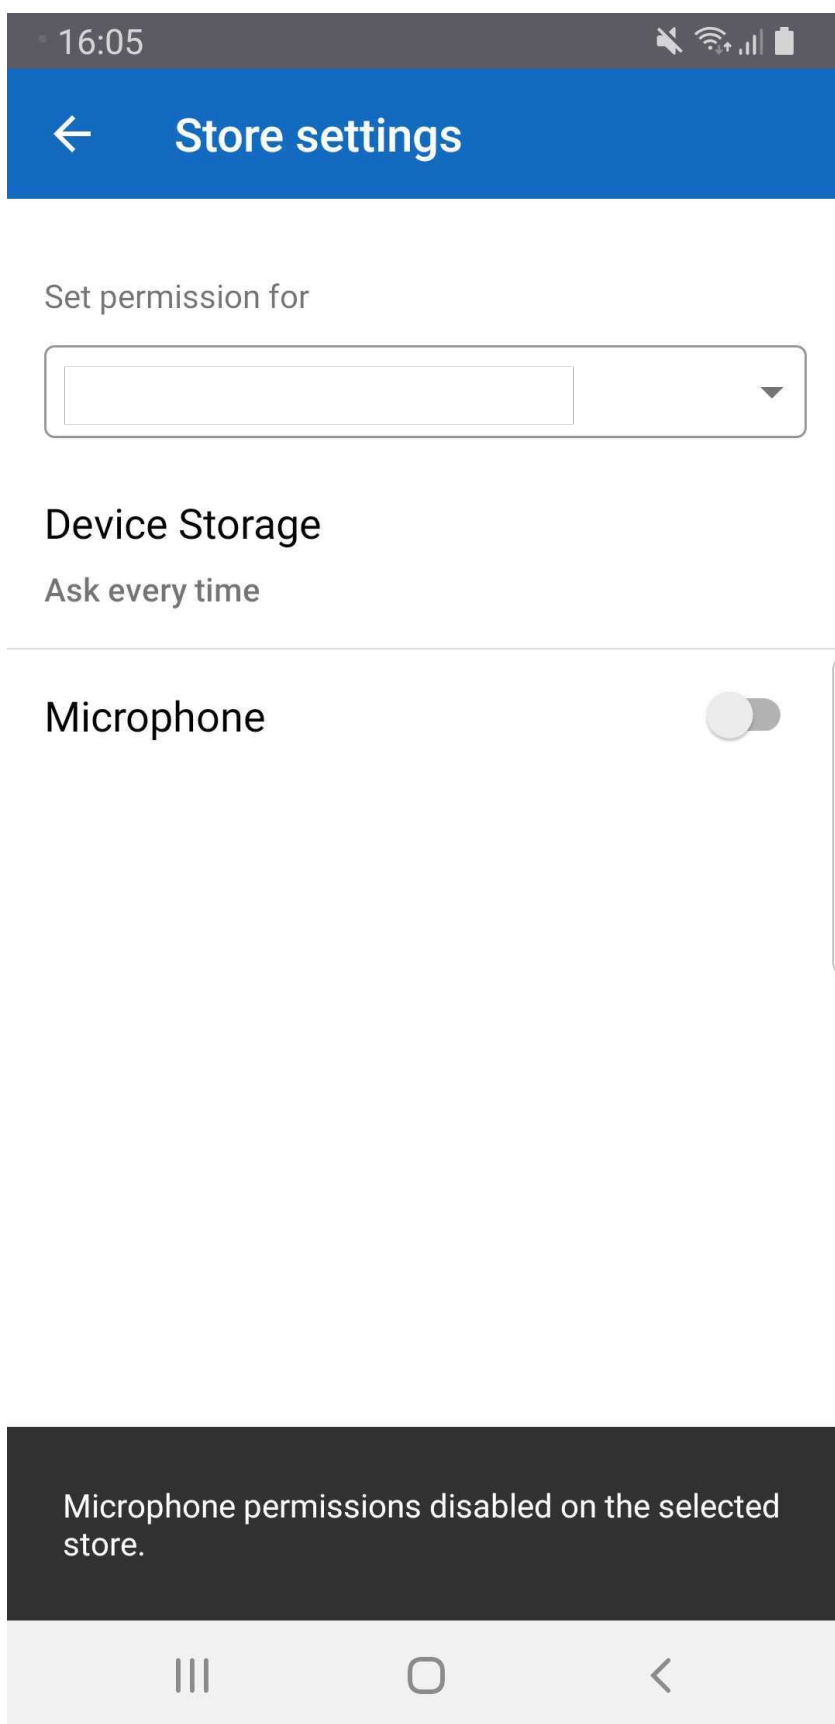 16:05
Store settings
Set permission for
Device Storage
Ask every time
Microphone
Microphone permissions disabled on the selected
store.